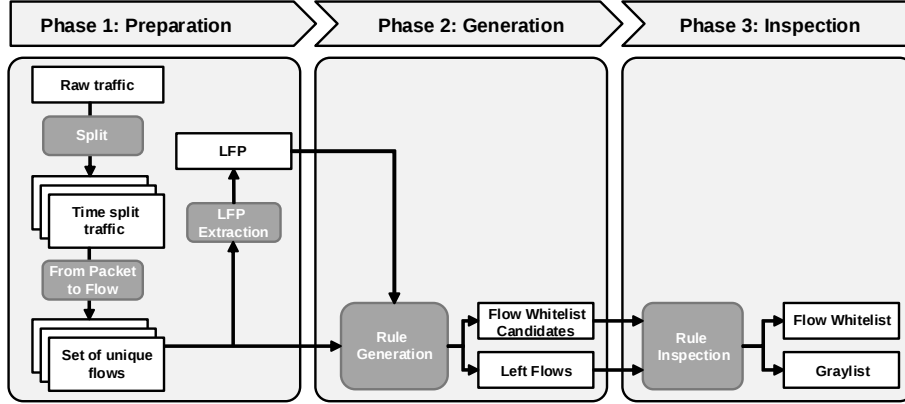 Phase 1: Preparation
Phase 2: Generation
Phase 3: Inspection
Raw traffic
Split
Time split
traffic
From Packet
to Flow
Set of unique
flows
LFP
LFP
Extraction
Rule
Generation
Flow Whitelist
Candidates
Left Flows
Rule
Inspection
Flow Whitelist
Graylist